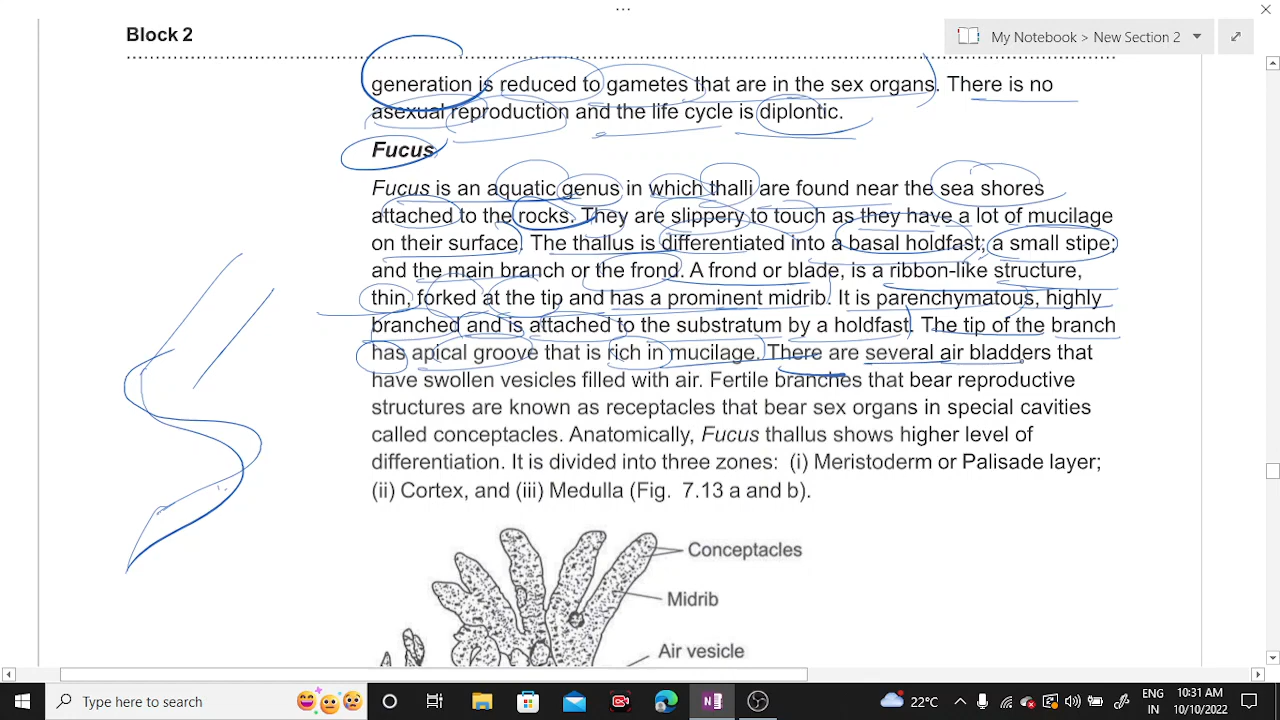 ...
Block 2
My Notebook > New Section 2
generation is reduced to gametes that are in the sex organs. There is no
asexual reproduction and the life cycle is diplontic.
Fucus
Fucus is an aquatic genus in which thalli are found near the sea shores
attached to the rocks. They are slippery to touch as they have a lot of mucilage
on their surface. The thallus is differentiated into a basal holdfast; a small stipe;
and the main branch or the frond. A frond or blade, is a ribbon-like structure,
thin, forked at the tip and has a prominent midrib. It is parenchymatous, highly
branched and is attached to the substratum by a holdfast. The tip of the branch
has apical groove that is rich in mucilage. There are several air bladders that
have swollen vesicles filled with air. Fertile branches that bear reproductive
structures are known as receptacles that bear sex organs in special cavities
called conceptacles. Anatomically, Fucus thallus shows higher level of
differentiation. It is divided into three zones: (i) Meristoderm or Palisade layer;
(ii) Cortex, and (iii) Medulla (Fig. 7.13 a and b).
Conceptacles
Midrib
Air vesicle
Type here to search
22°C
ENG
IN
10:31 AM
10/10/2022